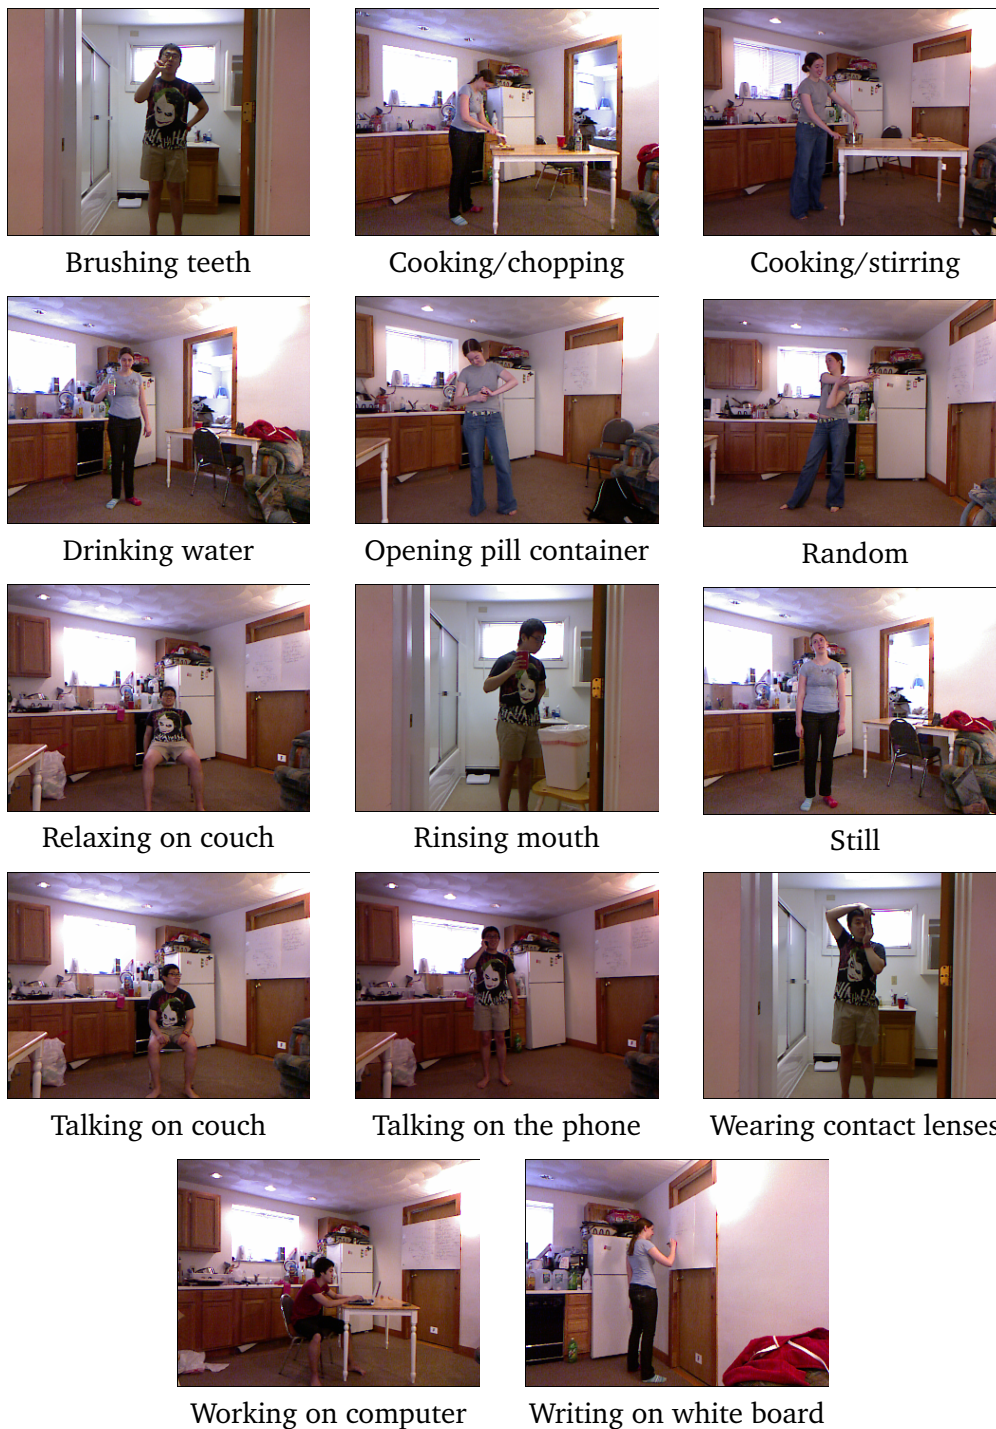 Brushing teeth
Cooking/chopping
Cooking/stirring
Drinking water
Opening pill container
Random
Relaxing on couch
Rinsing mouth
Still
Talking on couch
Talking on the phone
Wearing contact lenses
Working on computer
Writing on white board